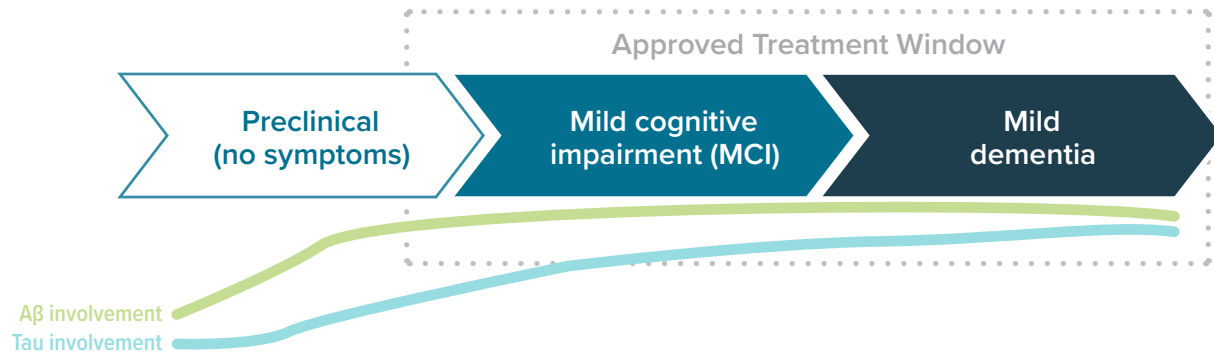 Approved Treatment Window
Preclinical
(no symptoms)
Mild cognitive
impairment (MCI)
Mild
dementia
Aβ involvement
Tau involvement